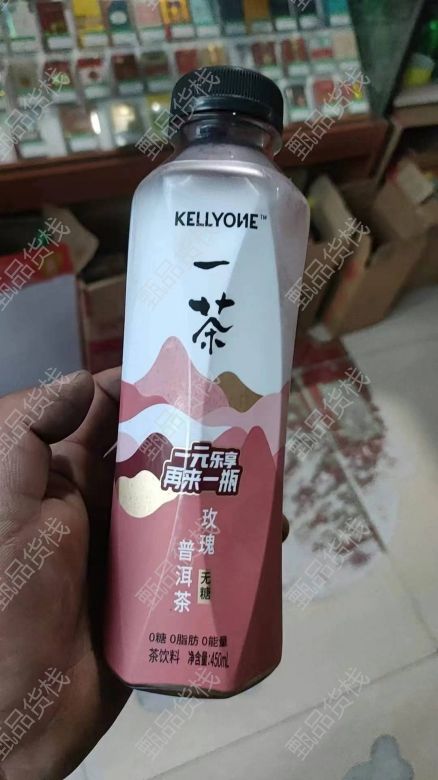 KELLYONE™
一
茶
一元乐享
再来一瓶
玫瑰
普洱茶
无糖
0糖 0脂肪 0能量
茶饮料 净含量:450mL
甄品货栈